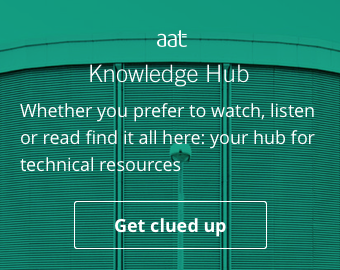 aat
Knowledge Hub
Whether you prefer to watch, listen
or read find it all here: your hub for
technical resources
Get clued up